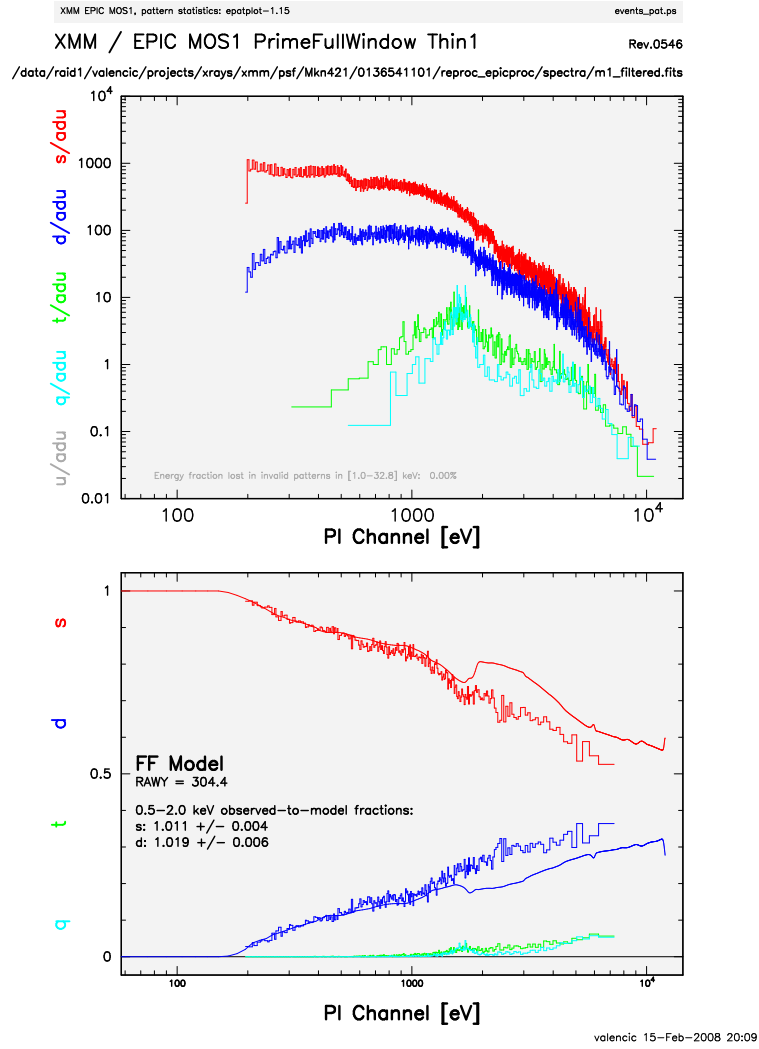 XMM EPIC MOS1, pattern statistics: epatplot-1.15 events_pat.ps
XMM / EPIC MOS1 PrimeFullWindow Thin1 Rev.0546
/data/raid1/valencic/projects/xrays/xmm/psf/Mkn421/0136541101/reproc_epicproc/spectra/m1_filtered.fits
10^4
1000
100
10
1
0.1
0.01
u/adu q/adu t/adu d/adu s/adu
Energy fraction lost in invalid patterns in [1.0-32.8] keV: 0.00%
100 1000 10^4
PI Channel [eV]
1
0.5
0
q t d s
FF Model
RAWY = 304.4
0.5-2.0 keV observed-to-model fractions:
s: 1.011 +/- 0.004
d: 1.019 +/- 0.006
100 1000 10^4
PI Channel [eV]
valencic 15-Feb-2008 20:09